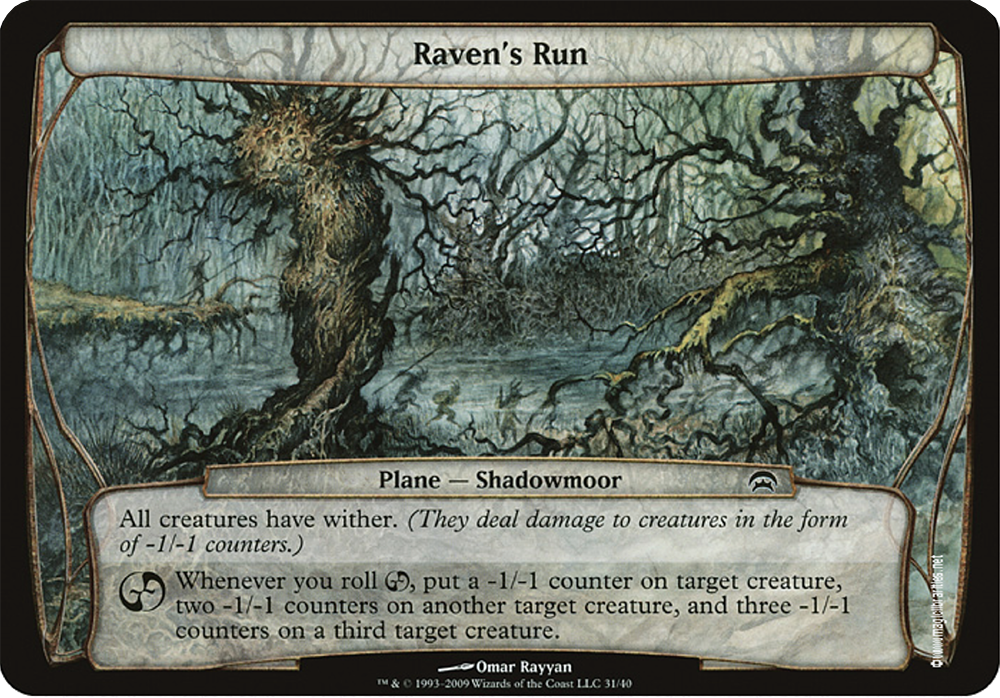 Raven's Run
Plane — Shadowmoor
All creatures have wither. (They deal damage to creatures in the form
of -1/-1 counters.)
Whenever you roll , put a -1/-1 counter on target creature,
two -1/-1 counters on another target creature, and three -1/-1
counters on a third target creature.
Omar Rayyan
™ & © 1993-2009 Wizards of the Coast LLC 31/40
© www.magiclibrarities.net